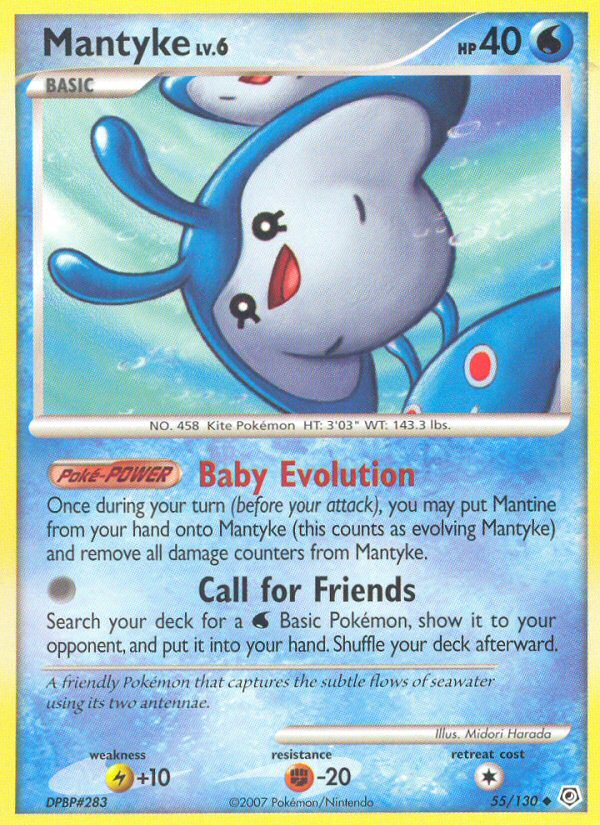 Mantyke LV.6 HP 40
BASIC
NO. 458 Kite Pokémon HT: 3'03" WT: 143.3 lbs.
Poké-POWER Baby Evolution
Once during your turn (before your attack), you may put Mantine
from your hand onto Mantyke (this counts as evolving Mantyke)
and remove all damage counters from Mantyke.
Call for Friends
Search your deck for a Basic Pokémon, show it to your
opponent, and put it into your hand. Shuffle your deck afterward.
A friendly Pokémon that captures the subtle flows of seawater
using its two antennae.
Illus. Midori Harada
weakness resistance retreat cost
+10 -20
DPBP#283 ©2007 Pokémon/Nintendo 55/130